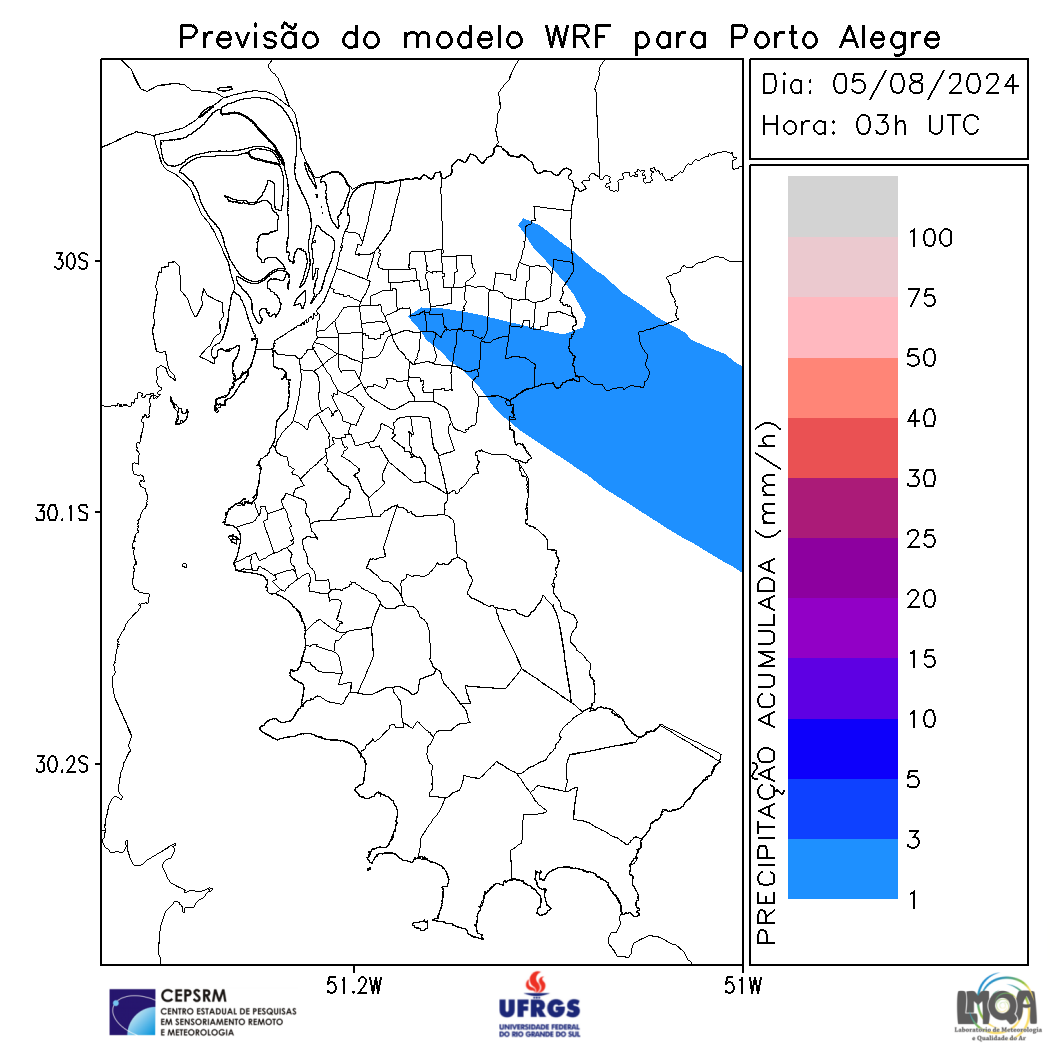 Previsão do modelo WRF para Porto Alegre
Dia: 05/08/2024
Hora: 03h UTC
30S
30.1S
30.2S
51.2W
51W
PRECIPITAÇÃO ACUMULADA (mm/h)
100
75
50
40
30
25
20
15
10
5
3
1
CEPSRM
CENTRO ESTADUAL DE PESQUISAS
EM SENSORIAMENTO REMOTO
E METEOROLOGIA
UFRGS
UNIVERSIDADE FEDERAL
DO RIO GRANDE DO SUL
LMQA
Laboratório de Meteorologia
e Qualidade do Ar